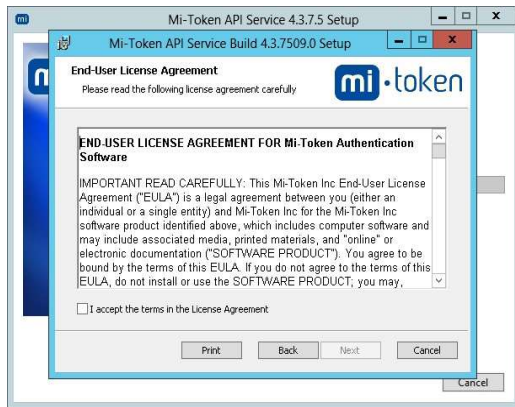 Mi-Token API Service 4.3.7.5 Setup
Mi-Token API Service Build 4.3.7509.0 Setup
End-User License Agreement
Please read the following license agreement carefully
mi·token
END-USER LICENSE AGREEMENT FOR Mi-Token Authentication
Software
IMPORTANT READ CAREFULLY: This Mi-Token Inc End-User License
Agreement ("EULA") is a legal agreement between you (either an
individual or a single entity) and Mi-Token Inc for the Mi-Token Inc
software product identified above, which includes computer software and
may include associated media, printed materials, and "online" or
electronic documentation ("SOFTWARE PRODUCT"). You agree to be
bound by the terms of this EULA. If you do not agree to the terms of this
EULA, do not install or use the SOFTWARE PRODUCT; you may,
I accept the terms in the License Agreement
Print Back Next Cancel
Cancel